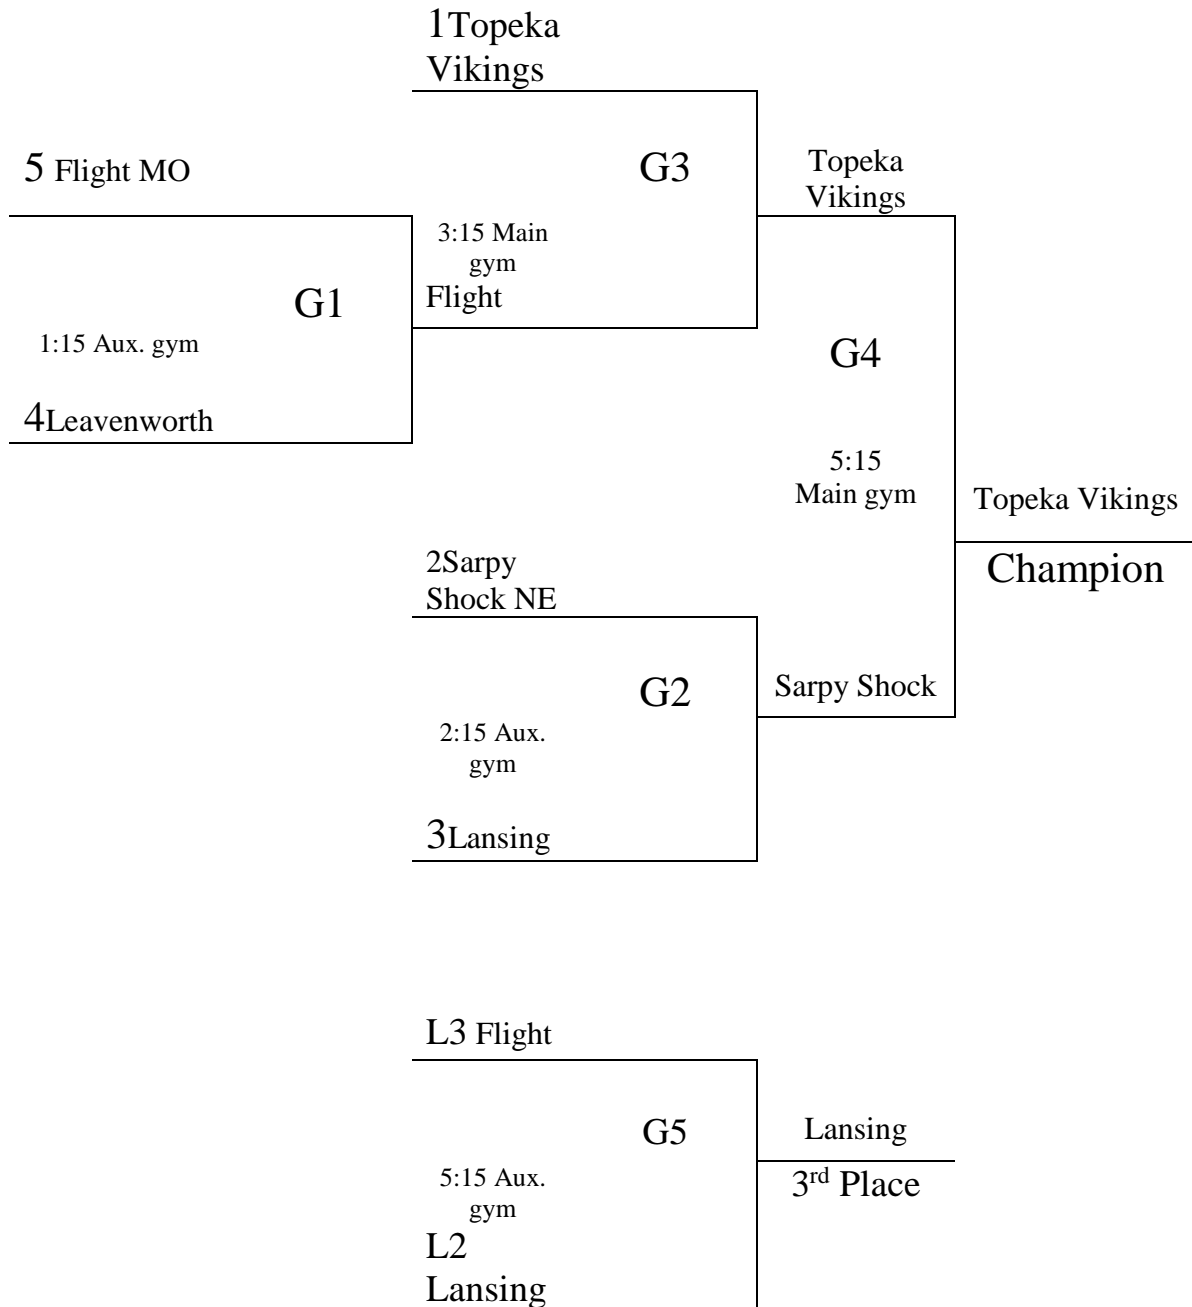 1Topeka
Vikings
5 Flight MO
G3
Topeka
Vikings
3:15 Main
gym
Flight
G1
1:15 Aux. gym
G4
4Leavenworth
5:15
Main gym
Topeka Vikings
Champion
2Sarpy
Shock NE
G2
Sarpy Shock
2:15 Aux.
gym
3Lansing
L3 Flight
G5
Lansing
3rd Place
5:15 Aux.
gym
L2
Lansing